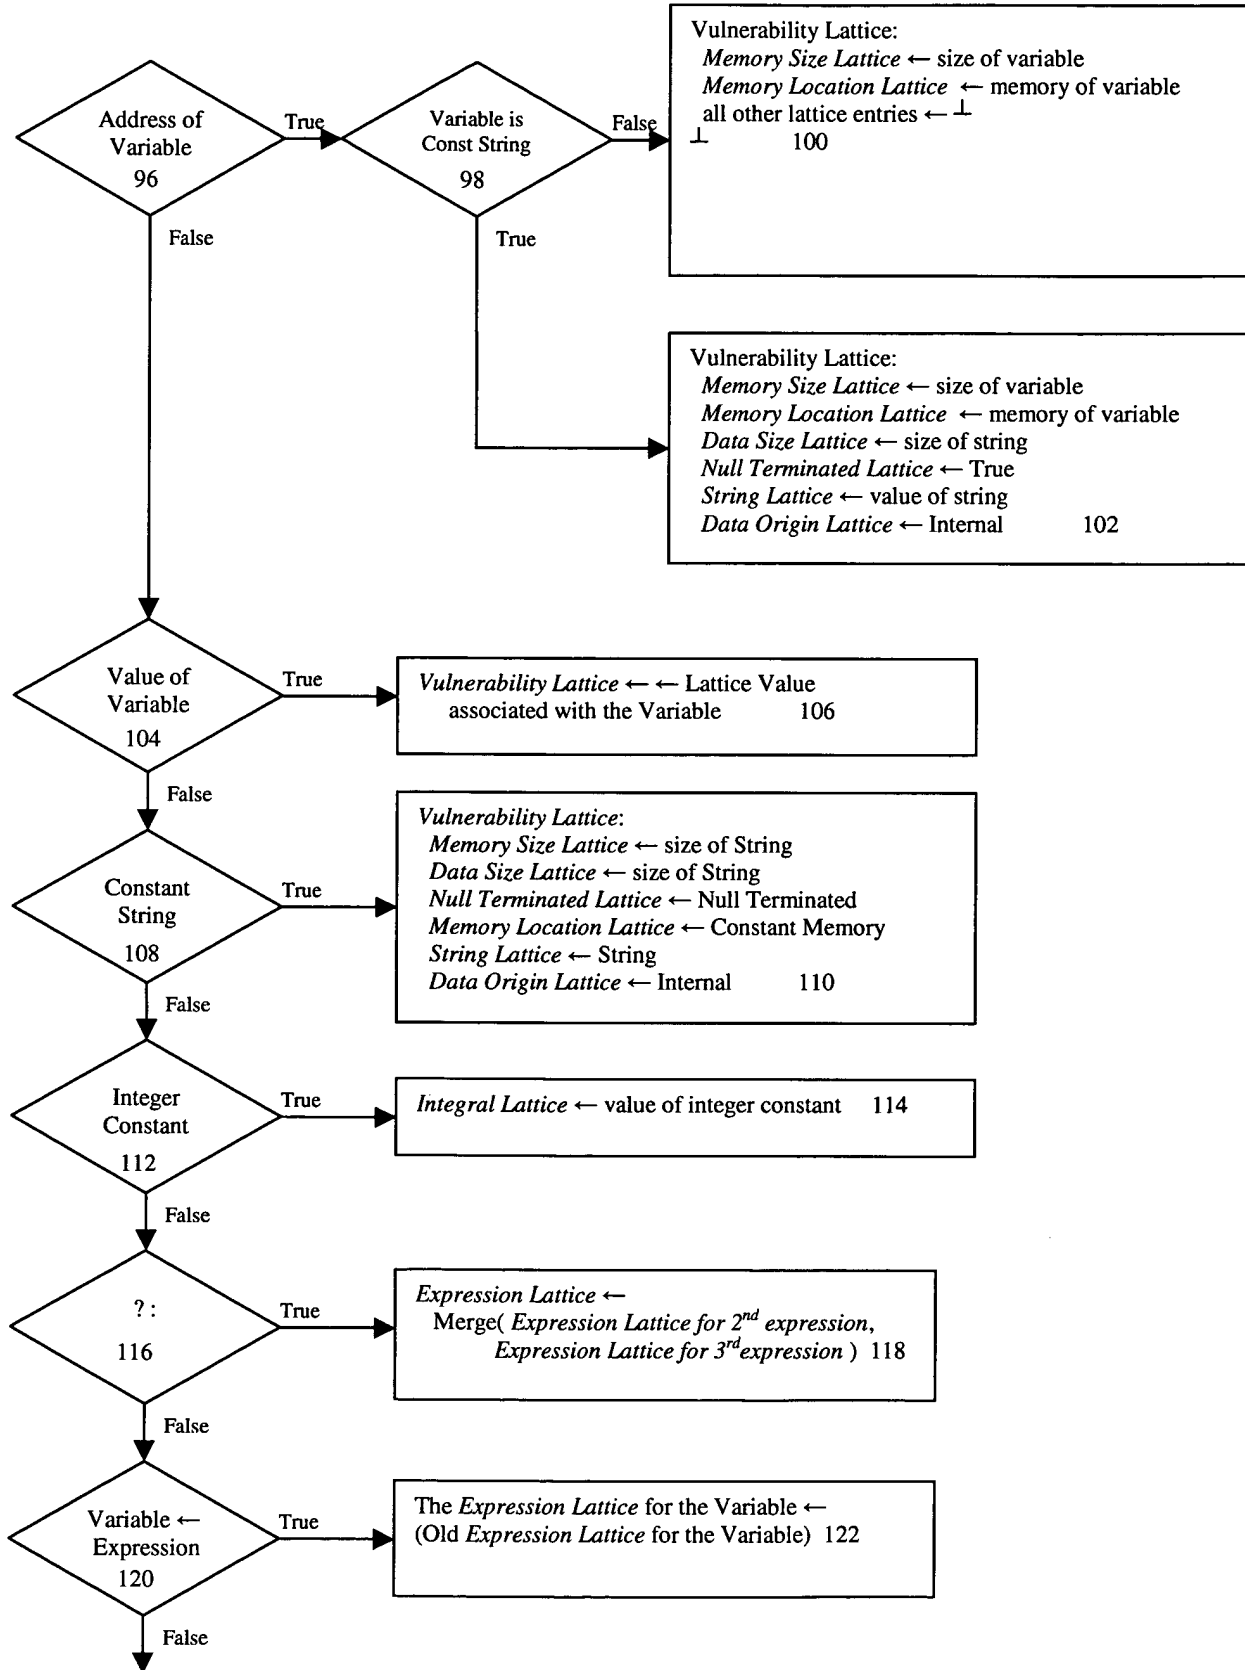 Address of
Variable
96
True
Variable is
Const String
98
False
Vulnerability Lattice:
Memory Size Lattice ← size of variable
Memory Location Lattice ← memory of variable
all other lattice entries ← ⊥
⊥ 100
False
True
Vulnerability Lattice:
Memory Size Lattice ← size of variable
Memory Location Lattice ← memory of variable
Data Size Lattice ← size of string
Null Terminated Lattice ← True
String Lattice ← value of string
Data Origin Lattice ← Internal 102
Value of
Variable
104
True
Vulnerability Lattice ← ← Lattice Value
associated with the Variable 106
False
Constant
String
108
True
Vulnerability Lattice:
Memory Size Lattice ← size of String
Data Size Lattice ← size of String
Null Terminated Lattice ← Null Terminated
Memory Location Lattice ← Constant Memory
String Lattice ← String
Data Origin Lattice ← Internal 110
False
Integer
Constant
112
True
Integral Lattice ← value of integer constant 114
False
? :
116
True
Expression Lattice ←
Merge( Expression Lattice for 2nd expression,
Expression Lattice for 3rd expression ) 118
False
Variable ←
Expression
120
True
The Expression Lattice for the Variable ←
(Old Expression Lattice for the Variable) 122
False